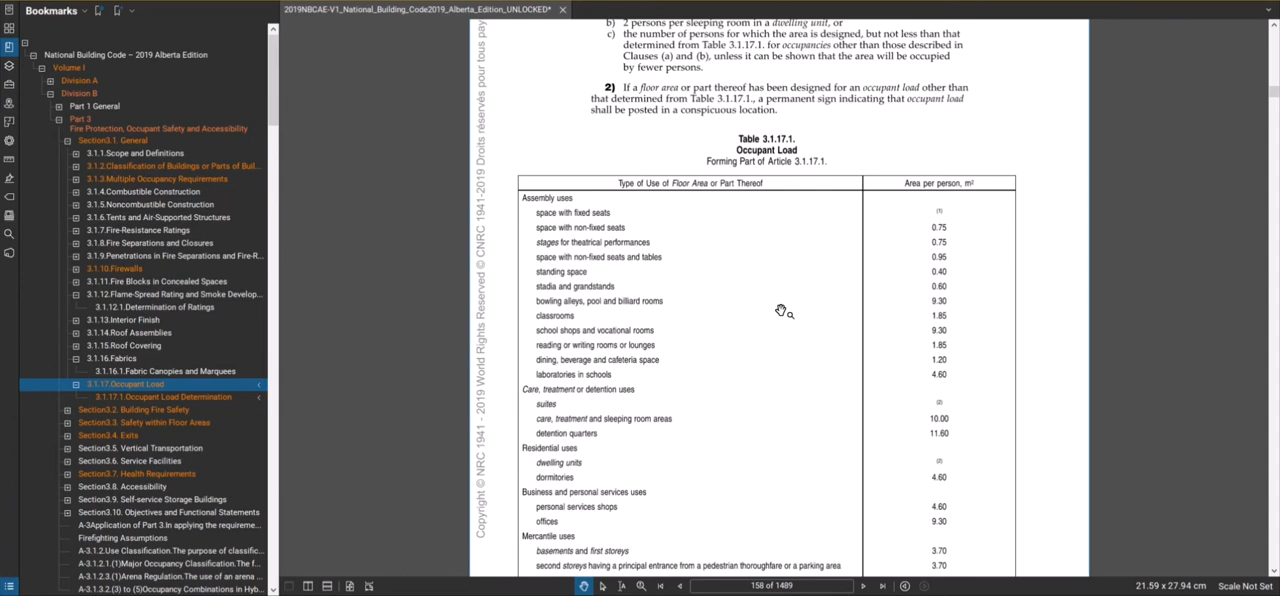 Bookmarks
2019NBCAE-V1_National_Building_Code2019_Alberta_Edition_UNLOCKED*
National Building Code – 2019 Alberta Edition
Volume I
Division A
Division B
Part 1 General
Part 3
Fire Protection, Occupant Safety and Accessibility
Section3.1. General
3.1.1.Scope and Definitions
3.1.2.Classification of Buildings or Parts of Buil...
3.1.3.Multiple Occupancy Requirements
3.1.4.Combustible Construction
3.1.5.Noncombustible Construction
3.1.6.Tents and Air-Supported Structures
3.1.7.Fire-Resistance Ratings
3.1.8.Fire Separations and Closures
3.1.9.Penetrations in Fire Separations and Fire-R...
3.1.10.Firewalls
3.1.11.Fire Blocks in Concealed Spaces
3.1.12.Flame-Spread Rating and Smoke Develop...
3.1.12.1.Determination of Ratings
3.1.13.Interior Finish
3.1.14.Roof Assemblies
3.1.15.Roof Covering
3.1.16.Fabrics
3.1.16.1.Fabric Canopies and Marquees
3.1.17.Occupant Load
3.1.17.1.Occupant Load Determination
Section3.2. Building Fire Safety
Section3.3. Safety within Floor Areas
Section3.4. Exits
Section3.5. Vertical Transportation
Section3.6. Service Facilities
Section3.7. Health Requirements
Section3.8. Accessibility
Section3.9. Self-service Storage Buildings
Section3.10. Objectives and Functional Statements
A-3Application of Part 3.In applying the requireme...
Firefighting Assumptions
A-3.1.2.Use Classification.The purpose of classific...
A-3.1.2.1.(1)Major Occupancy Classification.The f...
A-3.1.2.3.(1)Arena Regulation.The use of an arena ...
A-3.1.3.2.(3) to (5)Occupancy Combinations in Hyb...
Copyright © NRC 1941 - 2019 World Rights Reserved © CNRC 1941-2019 Droits réservés pour tous pay
b) 2 persons per sleeping room in a dwelling unit, or
c) the number of persons for which the area is designed, but not less than that
determined from Table 3.1.17.1. for occupancies other than those described in
Clauses (a) and (b), unless it can be shown that the area will be occupied
by fewer persons.
2) If a floor area or part thereof has been designed for an occupant load other than
that determined from Table 3.1.17.1., a permanent sign indicating that occupant load
shall be posted in a conspicuous location.
Table 3.1.17.1.
Occupant Load
Forming Part of Article 3.1.17.1.
Type of Use of Floor Area or Part Thereof Area per person, m²
Assembly uses
space with fixed seats (1)
space with non-fixed seats 0.75
stages for theatrical performances 0.75
space with non-fixed seats and tables 0.95
standing space 0.40
stadia and grandstands 0.60
bowling alleys, pool and billiard rooms 9.30
classrooms 1.85
school shops and vocational rooms 9.30
reading or writing rooms or lounges 1.85
dining, beverage and cafeteria space 1.20
laboratories in schools 4.60
Care, treatment or detention uses
suites (2)
care, treatment and sleeping room areas 10.00
detention quarters 11.60
Residential uses
dwelling units (2)
dormitories 4.60
Business and personal services uses
personal services shops 4.60
offices 9.30
Mercantile uses
basements and first storeys 3.70
second storeys having a principal entrance from a pedestrian thoroughfare or a parking area 3.70
158 of 1489
21.59 x 27.94 cm Scale Not Set